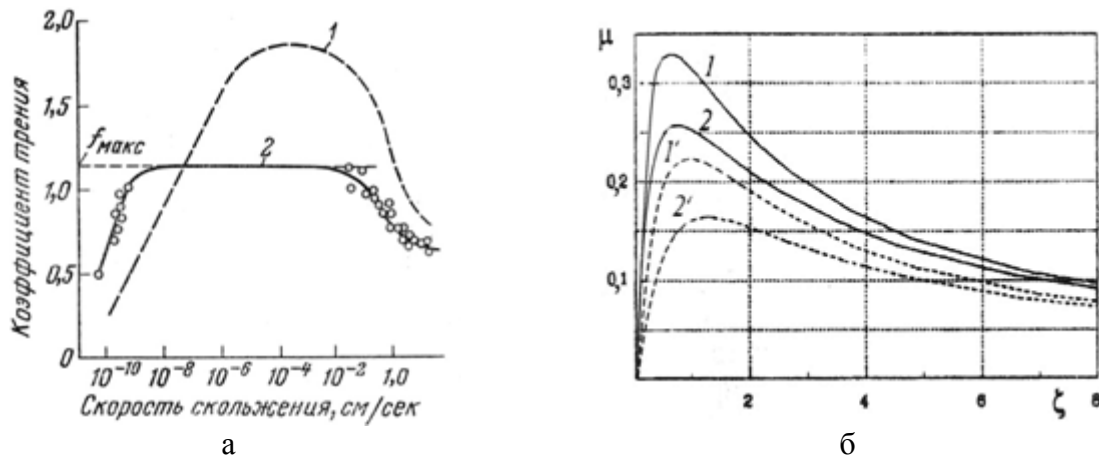 2,0
1,5
fмакс
1,0
0,5
0
1
2
Коэффициент трения
10⁻¹⁰ 10⁻⁸ 10⁻⁶ 10⁻⁴ 10⁻² 1,0
Скорость скольжения, см/сек
а
μ
0,3
0,2
0,1
1
2
1'
2'
2 4 6 ζ 8
б